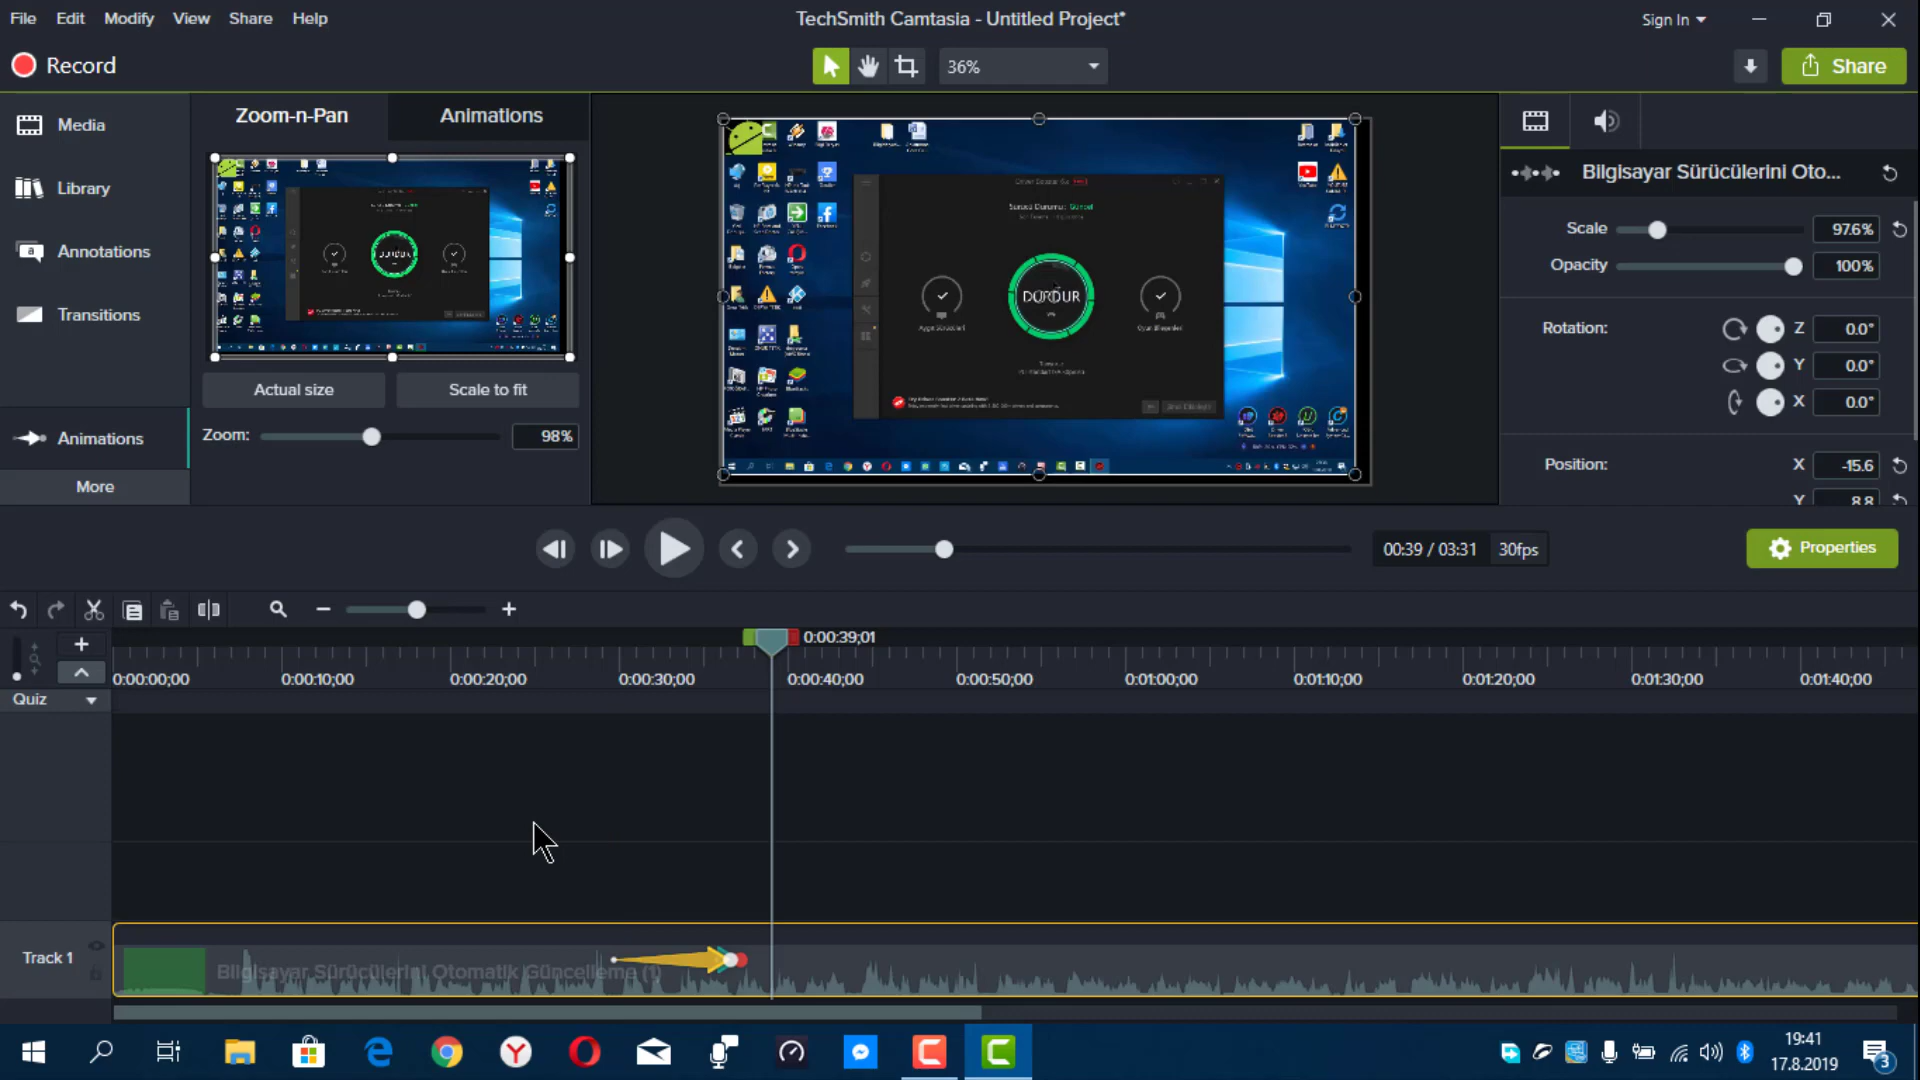 File Edit Modify View Share Help
TechSmith Camtasia - Untitled Project*
Sign In
Record
36%
Share
Media
Library
Annotations
Transitions
Animations
More
Zoom-n-Pan
Animations
Actual size
Scale to fit
Zoom:
98%
DURDUR
Sürücü Durumu: Güncel
DURDUR
Bilgisayar Sürücülerini Oto...
Scale
97.6%
Opacity
100%
Rotation:
Z
0.0°
Y
0.0°
X
0.0°
Position:
X
-15.6
Y
8.8
00:39 / 03:31
30fps
Properties
0:00:39;01
0:00:00;00
0:00:10;00
0:00:20;00
0:00:30;00
0:00:40;00
0:00:50;00
0:01:00;00
0:01:10;00
0:01:20;00
0:01:30;00
0:01:40;00
Quiz
Track 1
Bilgisayar Sürücülerini Otomatik Güncelleme (1)
19:41
17.8.2019
3